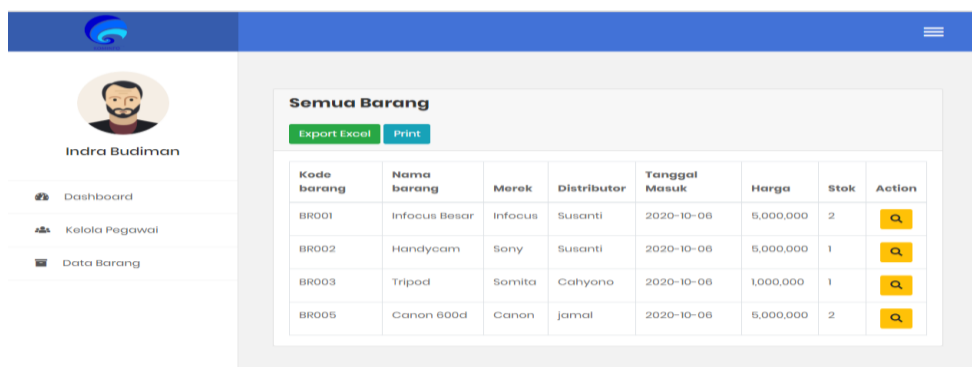 Indra Budiman
Dashboard
Kelola Pegawai
Data Barang
Semua Barang
Export Excel Print
Kode barang Nama barang Merek Distributor Tanggal Masuk Harga Stok Action
BR001 Infocus Besar Infocus Susanti 2020-10-06 5,000,000 2
BR002 Handycam Sony Susanti 2020-10-06 5,000,000 1
BR003 Tripod Somita Cahyono 2020-10-06 1,000,000 1
BR005 Canon 600d Canon jamal 2020-10-06 5,000,000 2